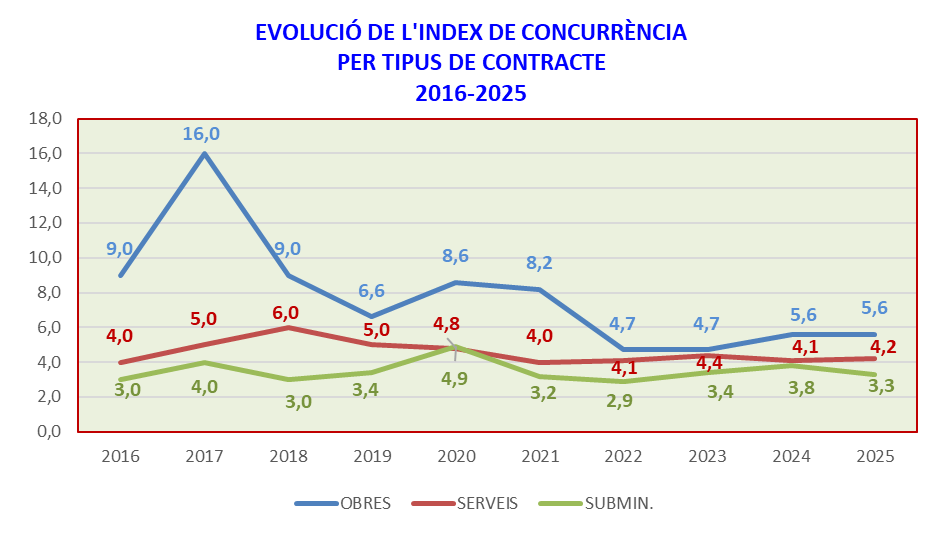 EVOLUCIÓ DE L'INDEX DE CONCURRÈNCIA
PER TIPUS DE CONTRACTE
2016-2025
18,0
16,0
14,0
12,0
10,0
8,0
6,0
4,0
2,0
0,0
9,0 16,0 9,0 6,6 8,6 8,2 4,7 4,7 5,6 5,6
4,0 5,0 6,0 5,0 4,8 4,0 4,1 4,4 4,1 4,2
3,0 4,0 3,0 3,4 4,9 3,2 2,9 3,4 3,8 3,3
2016 2017 2018 2019 2020 2021 2022 2023 2024 2025
OBRES SERVEIS SUBMIN.